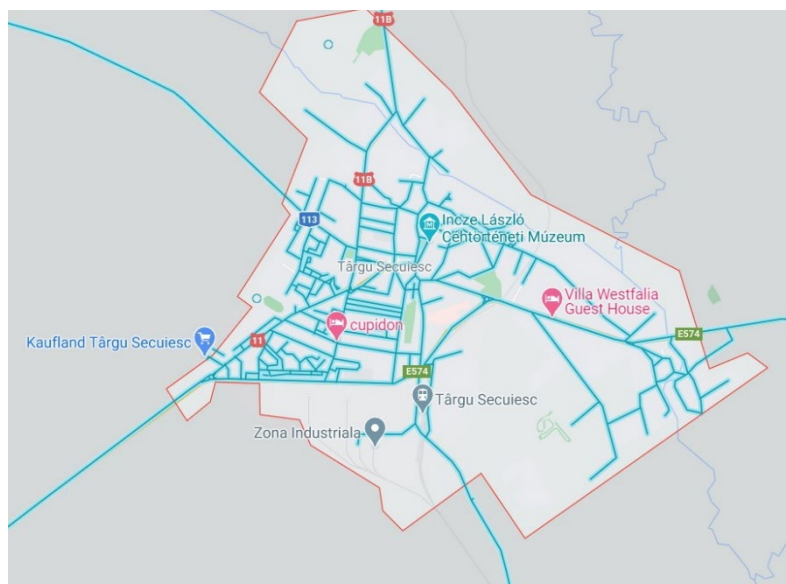 11B
11B
113
Incze László
Céhtörténeti Múzeum
Târgu Secuiesc
Villa Westfalia
Guest House
cupidon
Kaufland Târgu Secuiesc
11
E574
E574
Târgu Secuiesc
Zona Industriala